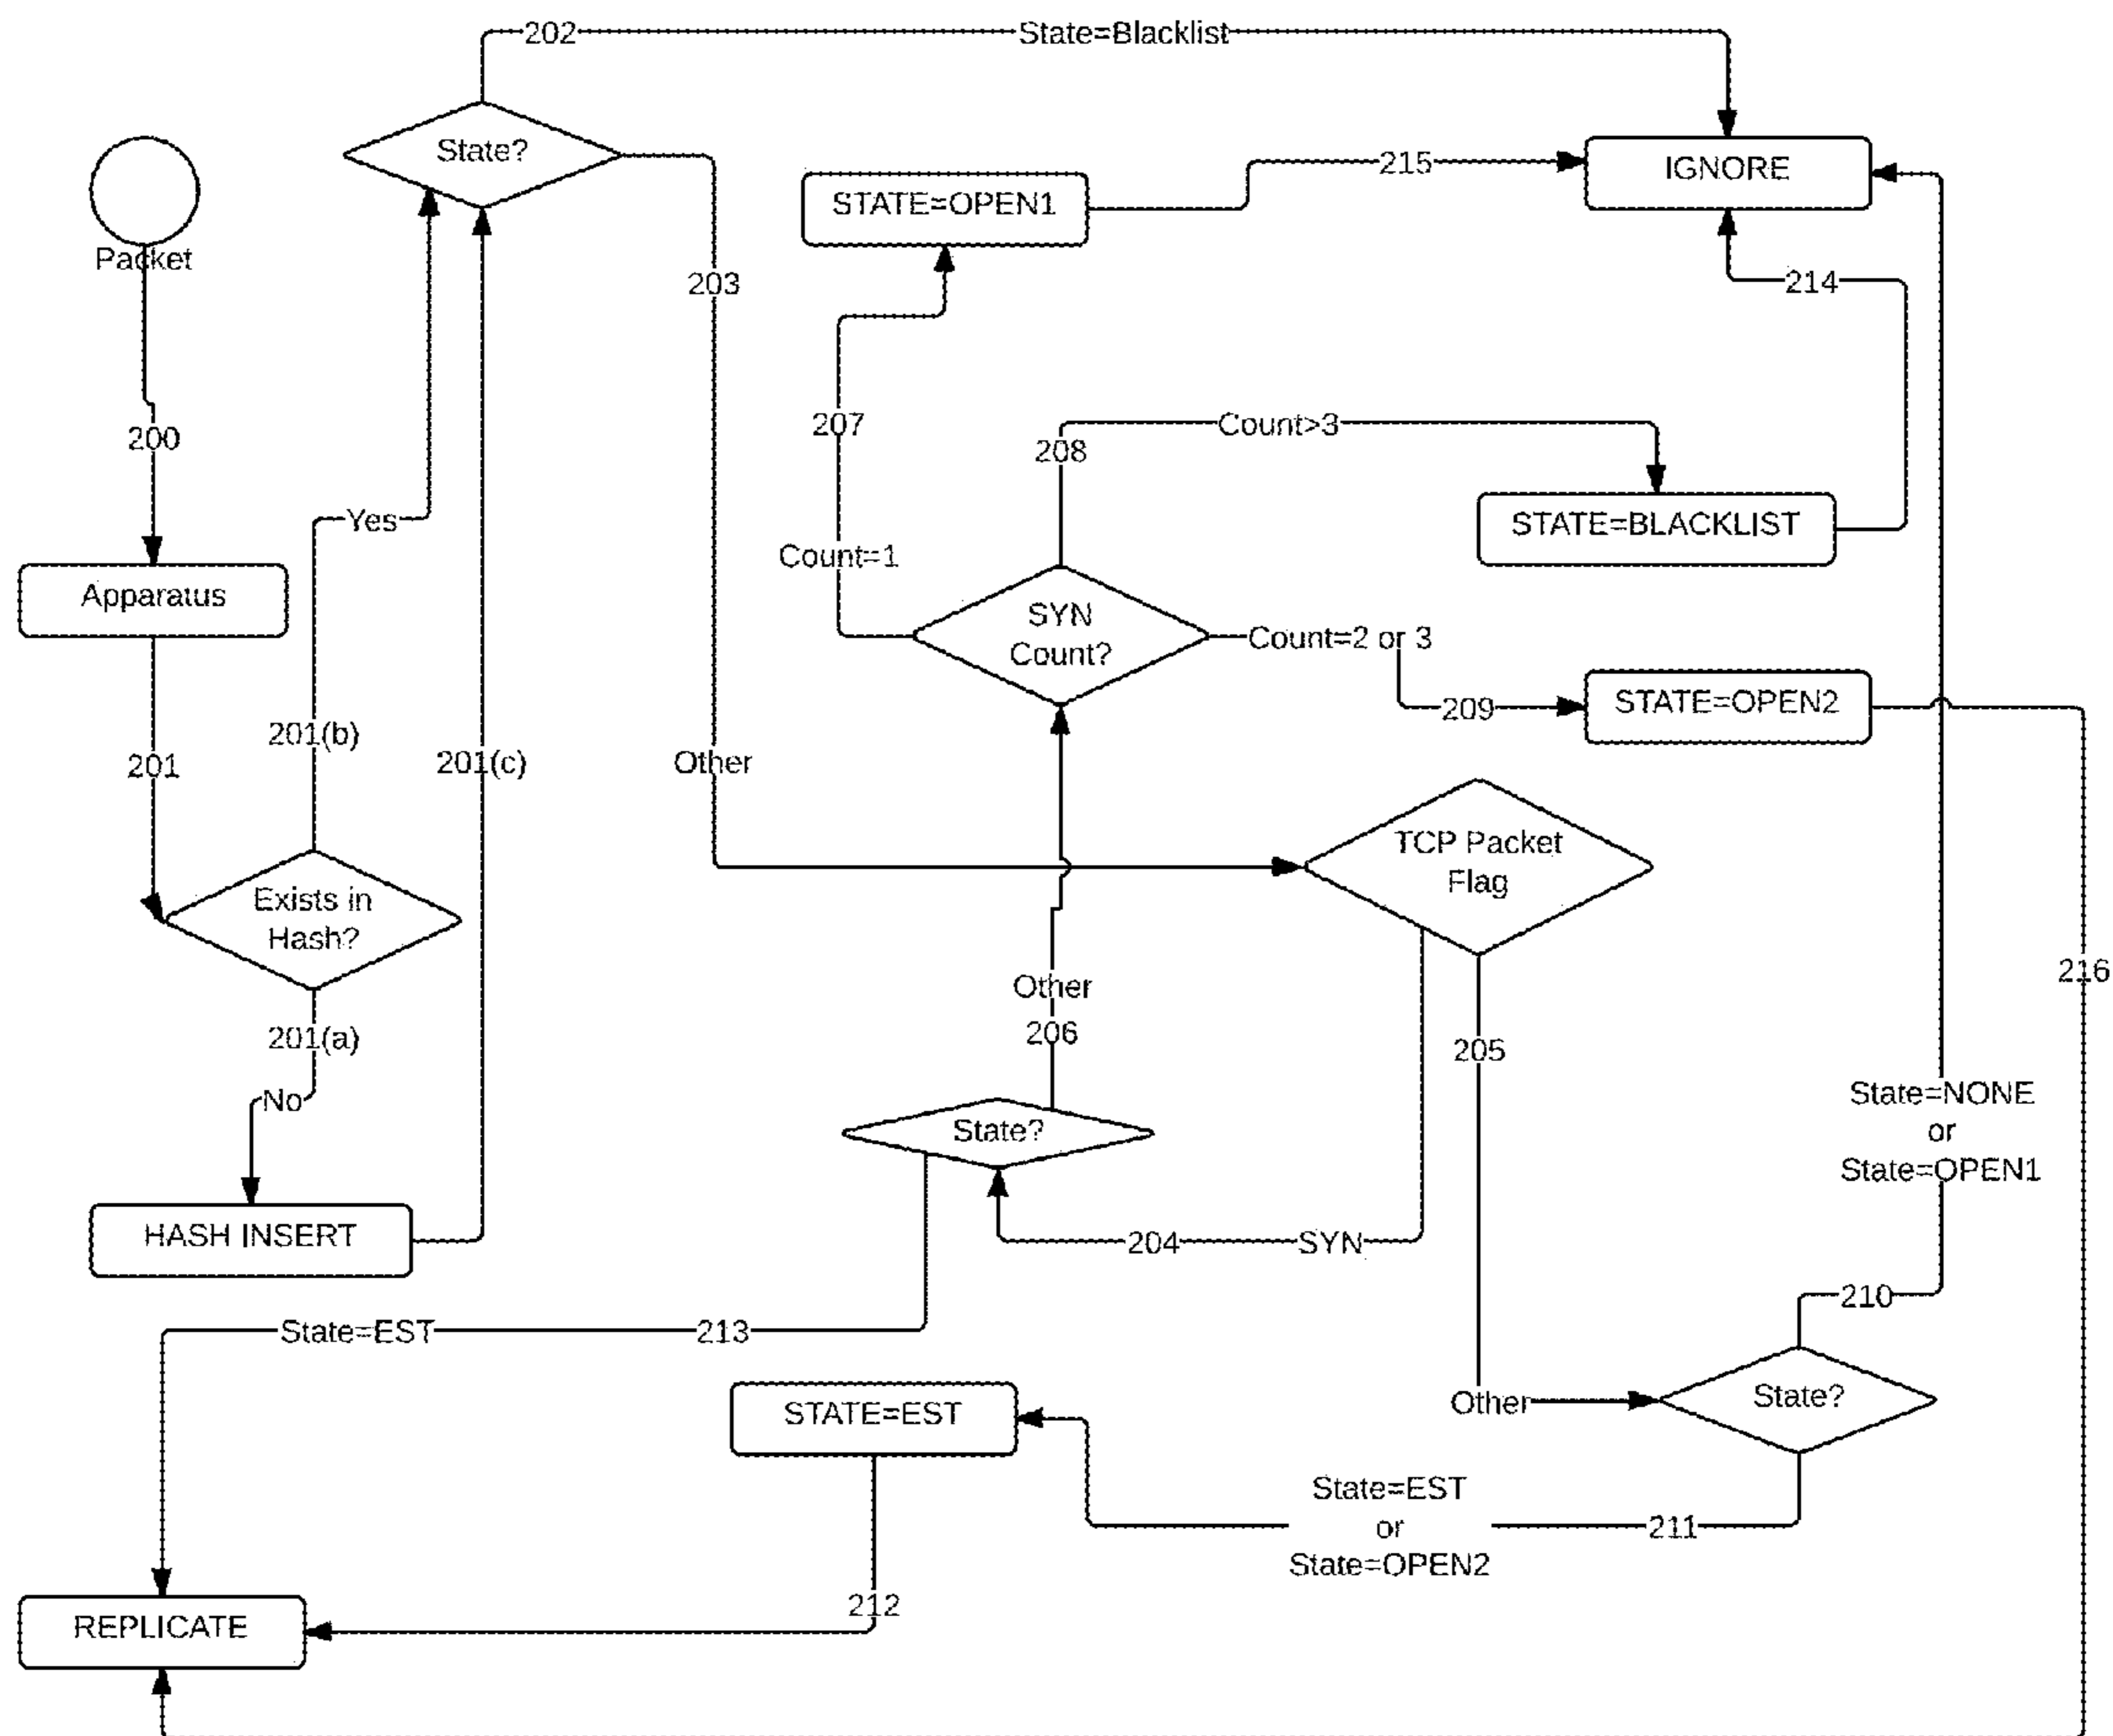 202
State=Blacklist
State?
IGNORE
215
STATE=OPEN1
Packet
203
214
207
Count>3
200
208
Yes
STATE=BLACKLIST
Count=1
Apparatus
SYN
Count?
Count=2 or 3
STATE=OPEN2
209
201(b)
201
201(c)
Other
TCP Packet
Flag
Exists in
Hash?
216
Other
201(a)
206
205
No
State=NONE
or
State=OPEN1
State?
HASH INSERT
204
SYN
210
State=EST
213
State?
Other
STATE=EST
State=EST
or
State=OPEN2
211
212
REPLICATE